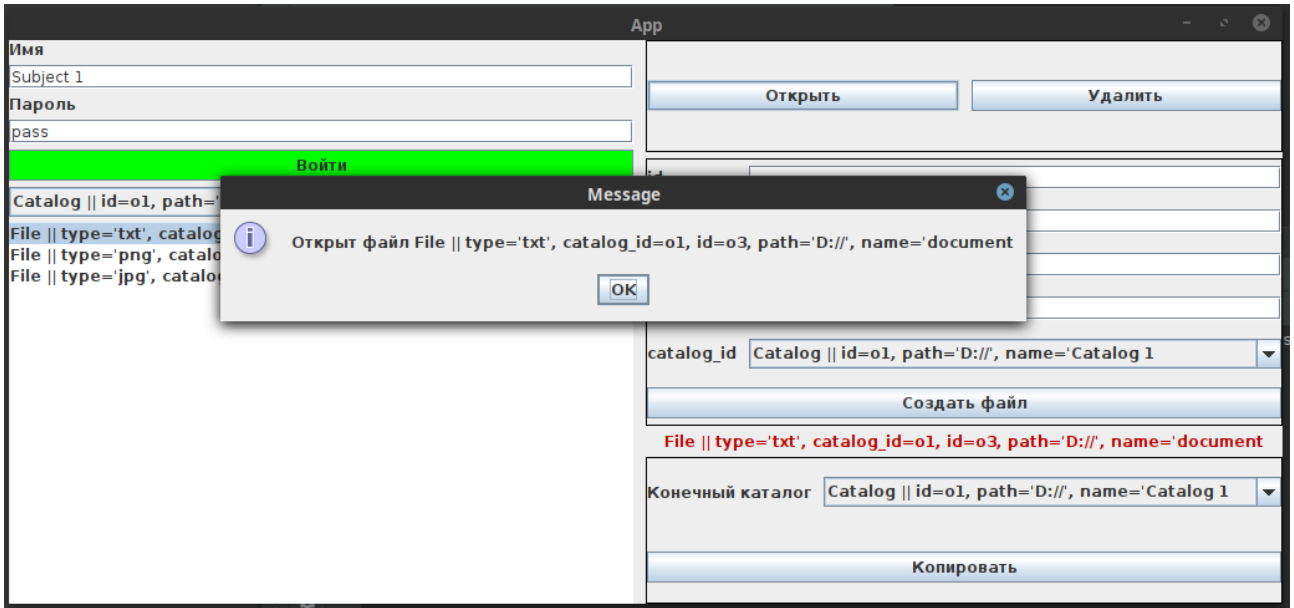 App
Имя
Subject 1
Пароль
pass
Войти
Catalog || id=o1, path='
File || type='txt', catalog
File || type='png', catalo
File || type='jpg', catalo
Открыть
Удалить
id
Message
Открыт файл File || type='txt', catalog_id=o1, id=o3, path='D://', name='document
OK
catalog_id
Catalog || id=o1, path='D://', name='Catalog 1
Создать файл
File || type='txt', catalog_id=o1, id=o3, path='D://', name='document
Конечный каталог
Catalog || id=o1, path='D://', name='Catalog 1
Копировать